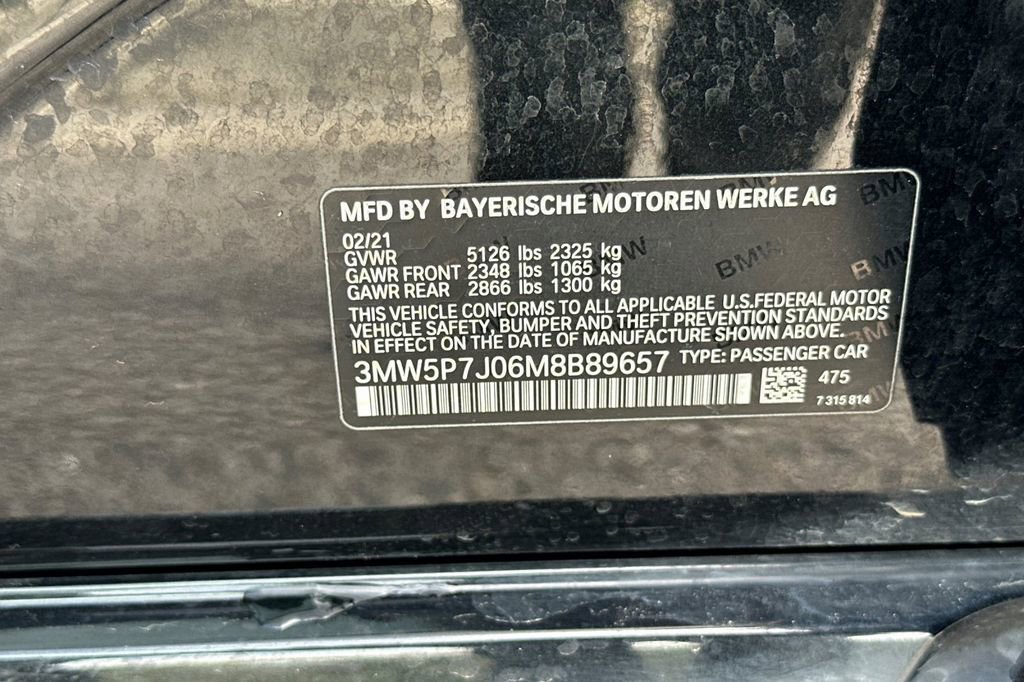 MFD BY BAYERISCHE MOTOREN WERKE AG
02/21
GVWR 5126 lbs 2325 kg
GAWR FRONT 2348 lbs 1065 kg
GAWR REAR 2866 lbs 1300 kg
THIS VEHICLE CONFORMS TO ALL APPLICABLE U.S.FEDERAL MOTOR
VEHICLE SAFETY, BUMPER AND THEFT PREVENTION STANDARDS
IN EFFECT ON THE DATE OF MANUFACTURE SHOWN ABOVE.
3MW5P7J06M8B89657 TYPE: PASSENGER CAR
475
7 315 814
BMW
BMW
BMW